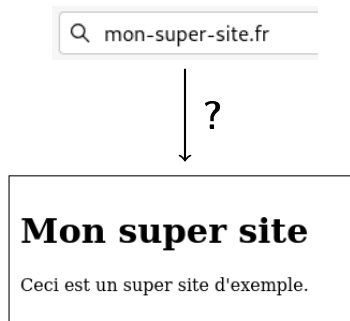 mon-super-site.fr
?
Mon super site
Ceci est un super site d'exemple.